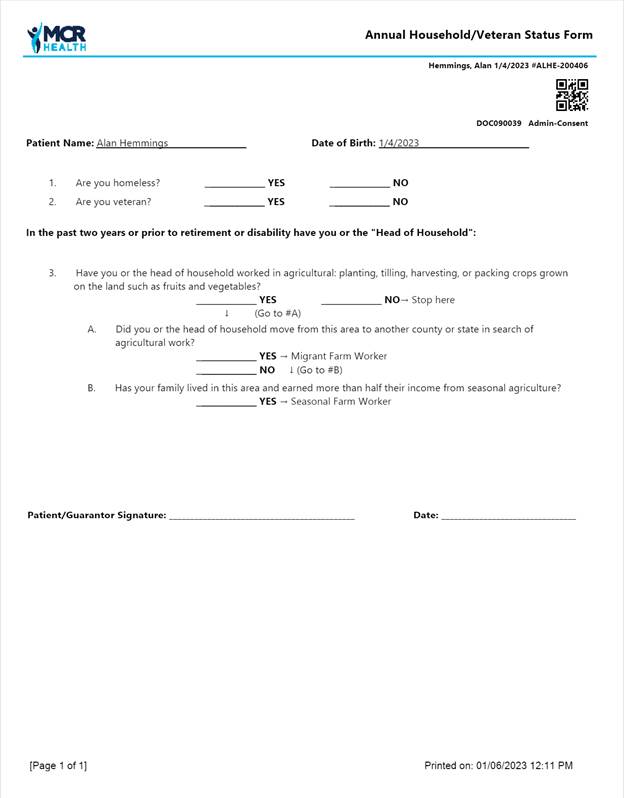 MCR
HEALTH
Annual Household/Veteran Status Form
Hemmings, Alan 1/4/2023 #ALHE-200406
DOC090039 Admin-Consent
Patient Name: Alan Hemmings Date of Birth: 1/4/2023
1. Are you homeless? ____________ YES ____________ NO
2. Are you veteran? ____________ YES ____________ NO
In the past two years or prior to retirement or disability have you or the "Head of Household":
3. Have you or the head of household worked in agricultural: planting, tilling, harvesting, or packing crops grown
on the land such as fruits and vegetables?
____________ YES ____________ NO→ Stop here
↓ (Go to #A)
A. Did you or the head of household move from this area to another county or state in search of
agricultural work?
____________ YES → Migrant Farm Worker
____________ NO ↓ (Go to #B)
B. Has your family lived in this area and earned more than half their income from seasonal agriculture?
____________ YES → Seasonal Farm Worker
Patient/Guarantor Signature: ____________________________________________ Date: ________________________________
[Page 1 of 1] Printed on: 01/06/2023 12:11 PM